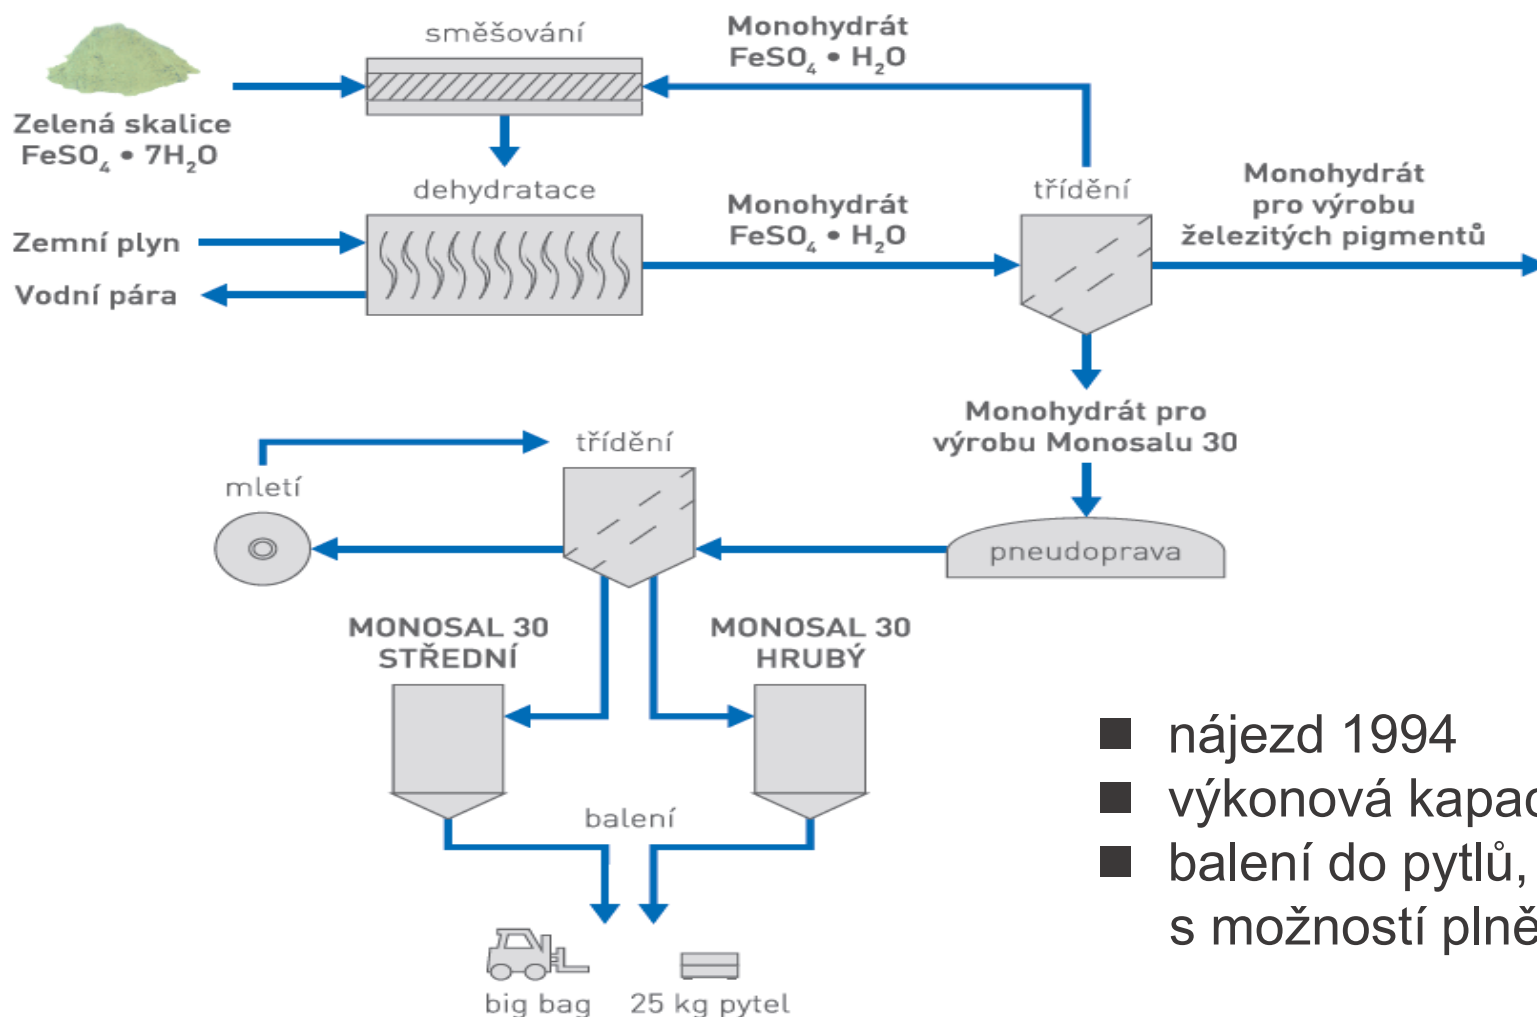 směšování
Monohydrát
FeSO₄ • H₂O
Zelená skalice
FeSO₄ • 7H₂O
dehydratace
Monohydrát
FeSO₄ • H₂O
třídění
Monohydrát
pro výrobu
železitých pigmentů
Zemní plyn
Vodní pára
Monohydrát pro
výrobu Monosalu 30
třídění
mletí
pneudoprava
MONOSAL 30
STŘEDNÍ
MONOSAL 30
HRUBÝ
balení
big bag
25 kg pytel
■ nájezd 1994
■ výkonová
■ balení do pytlů,
s možností